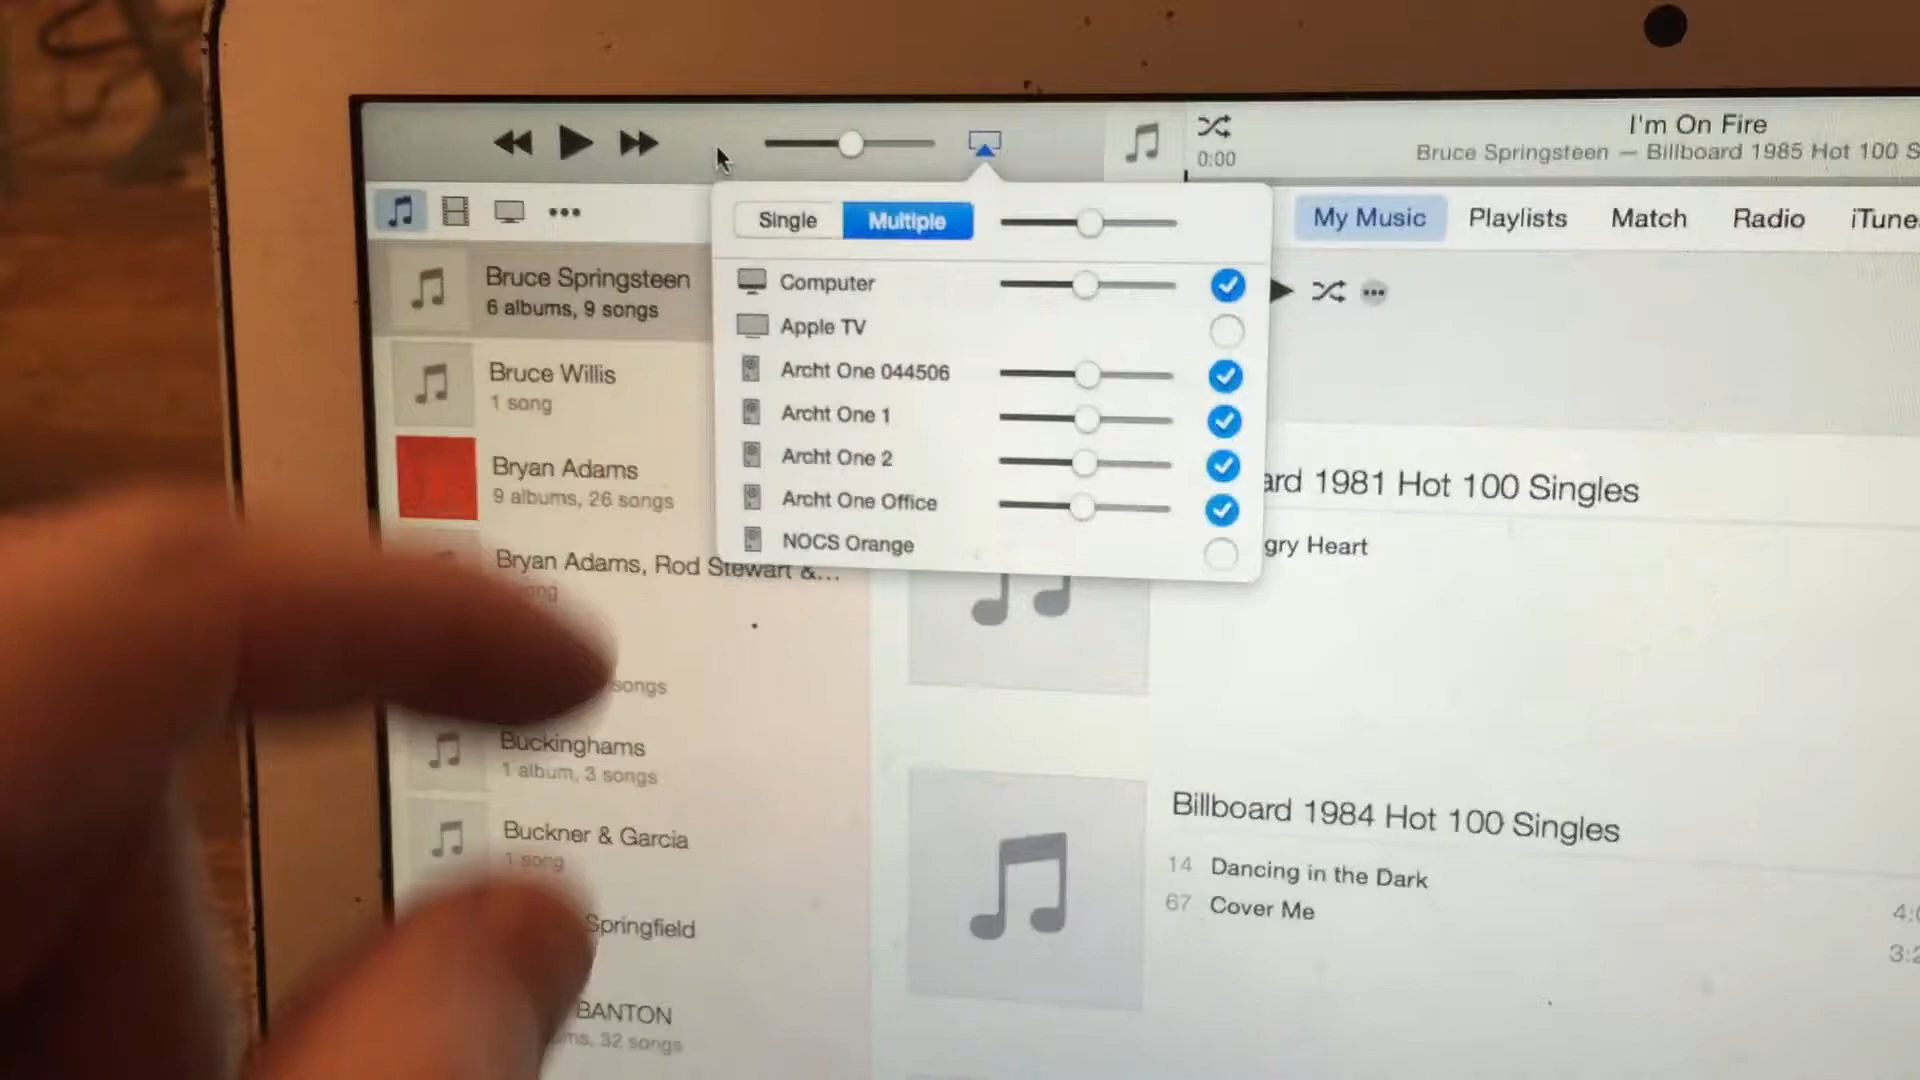 I'm On Fire
0:00
Bruce Springsteen — Billboard 1985 Hot 100 S
Single
Multiple
My Music
Playlists
Match
Radio
iTune
Computer
Apple TV
Archt One 044506
Archt One 1
Archt One 2
Archt One Office
NOCS Orange
Bruce Springsteen
6 albums, 9 songs
Bruce Willis
1 song
Bryan Adams
9 albums, 26 songs
Bryan Adams, Rod Stewart &...
songs
Buckinghams
1 album, 3 songs
Buckner & Garcia
1 song
Springfield
BANTON
32 songs
ard 1981 Hot 100 Singles
gry Heart
Billboard 1984 Hot 100 Singles
14 Dancing in the Dark
67 Cover Me